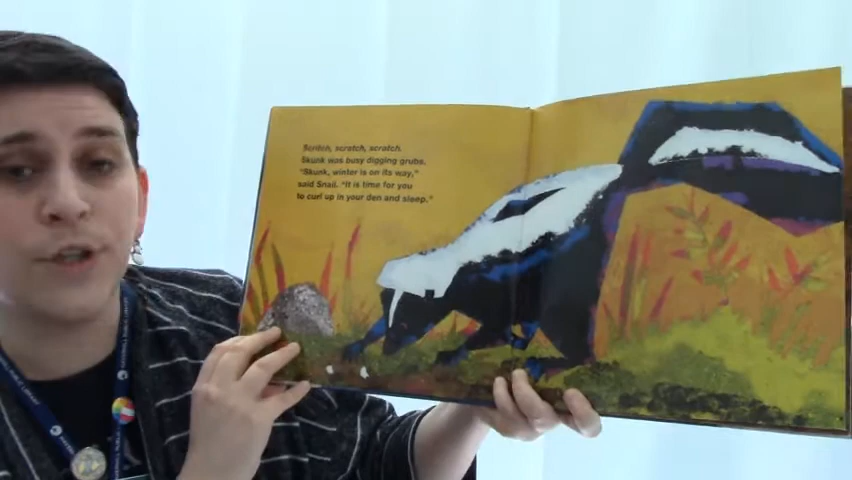 Scritch, scratch, scratch.
Skunk was busy digging grubs.
"Skunk, winter is on its way,"
said Snail. "It is time for you
to curl up in your den and sleep."